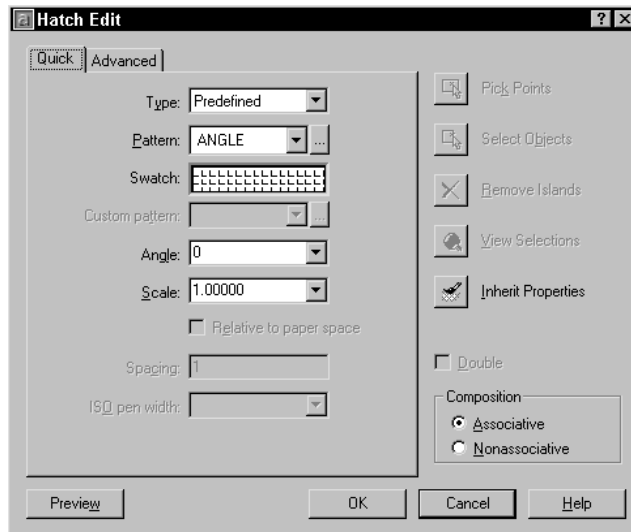 Hatch Edit
Quick
Advanced
Type: Predefined
Pattern: ANGLE ...
Swatch:
Custom pattern: ...
Angle: 0
Scale: 1.00000
Relative to paper space
Spacing: 1
ISO pen width:
Pick Points
Select Objects
Remove Islands
View Selections
Inherit Properties
Double
Composition
Associative
Nonassociative
Preview
OK
Cancel
Help